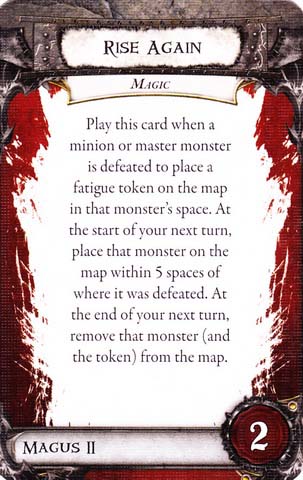 Rise Again
Magic
Play this card when a
minion or master monster
is defeated to place a
fatigue token on the map
in that monster's space. At
the start of your next turn,
place that monster on the
map within 5 spaces of
where it was defeated. At
the end of your next turn,
remove that monster (and
the token) from the map.
Magus II
2